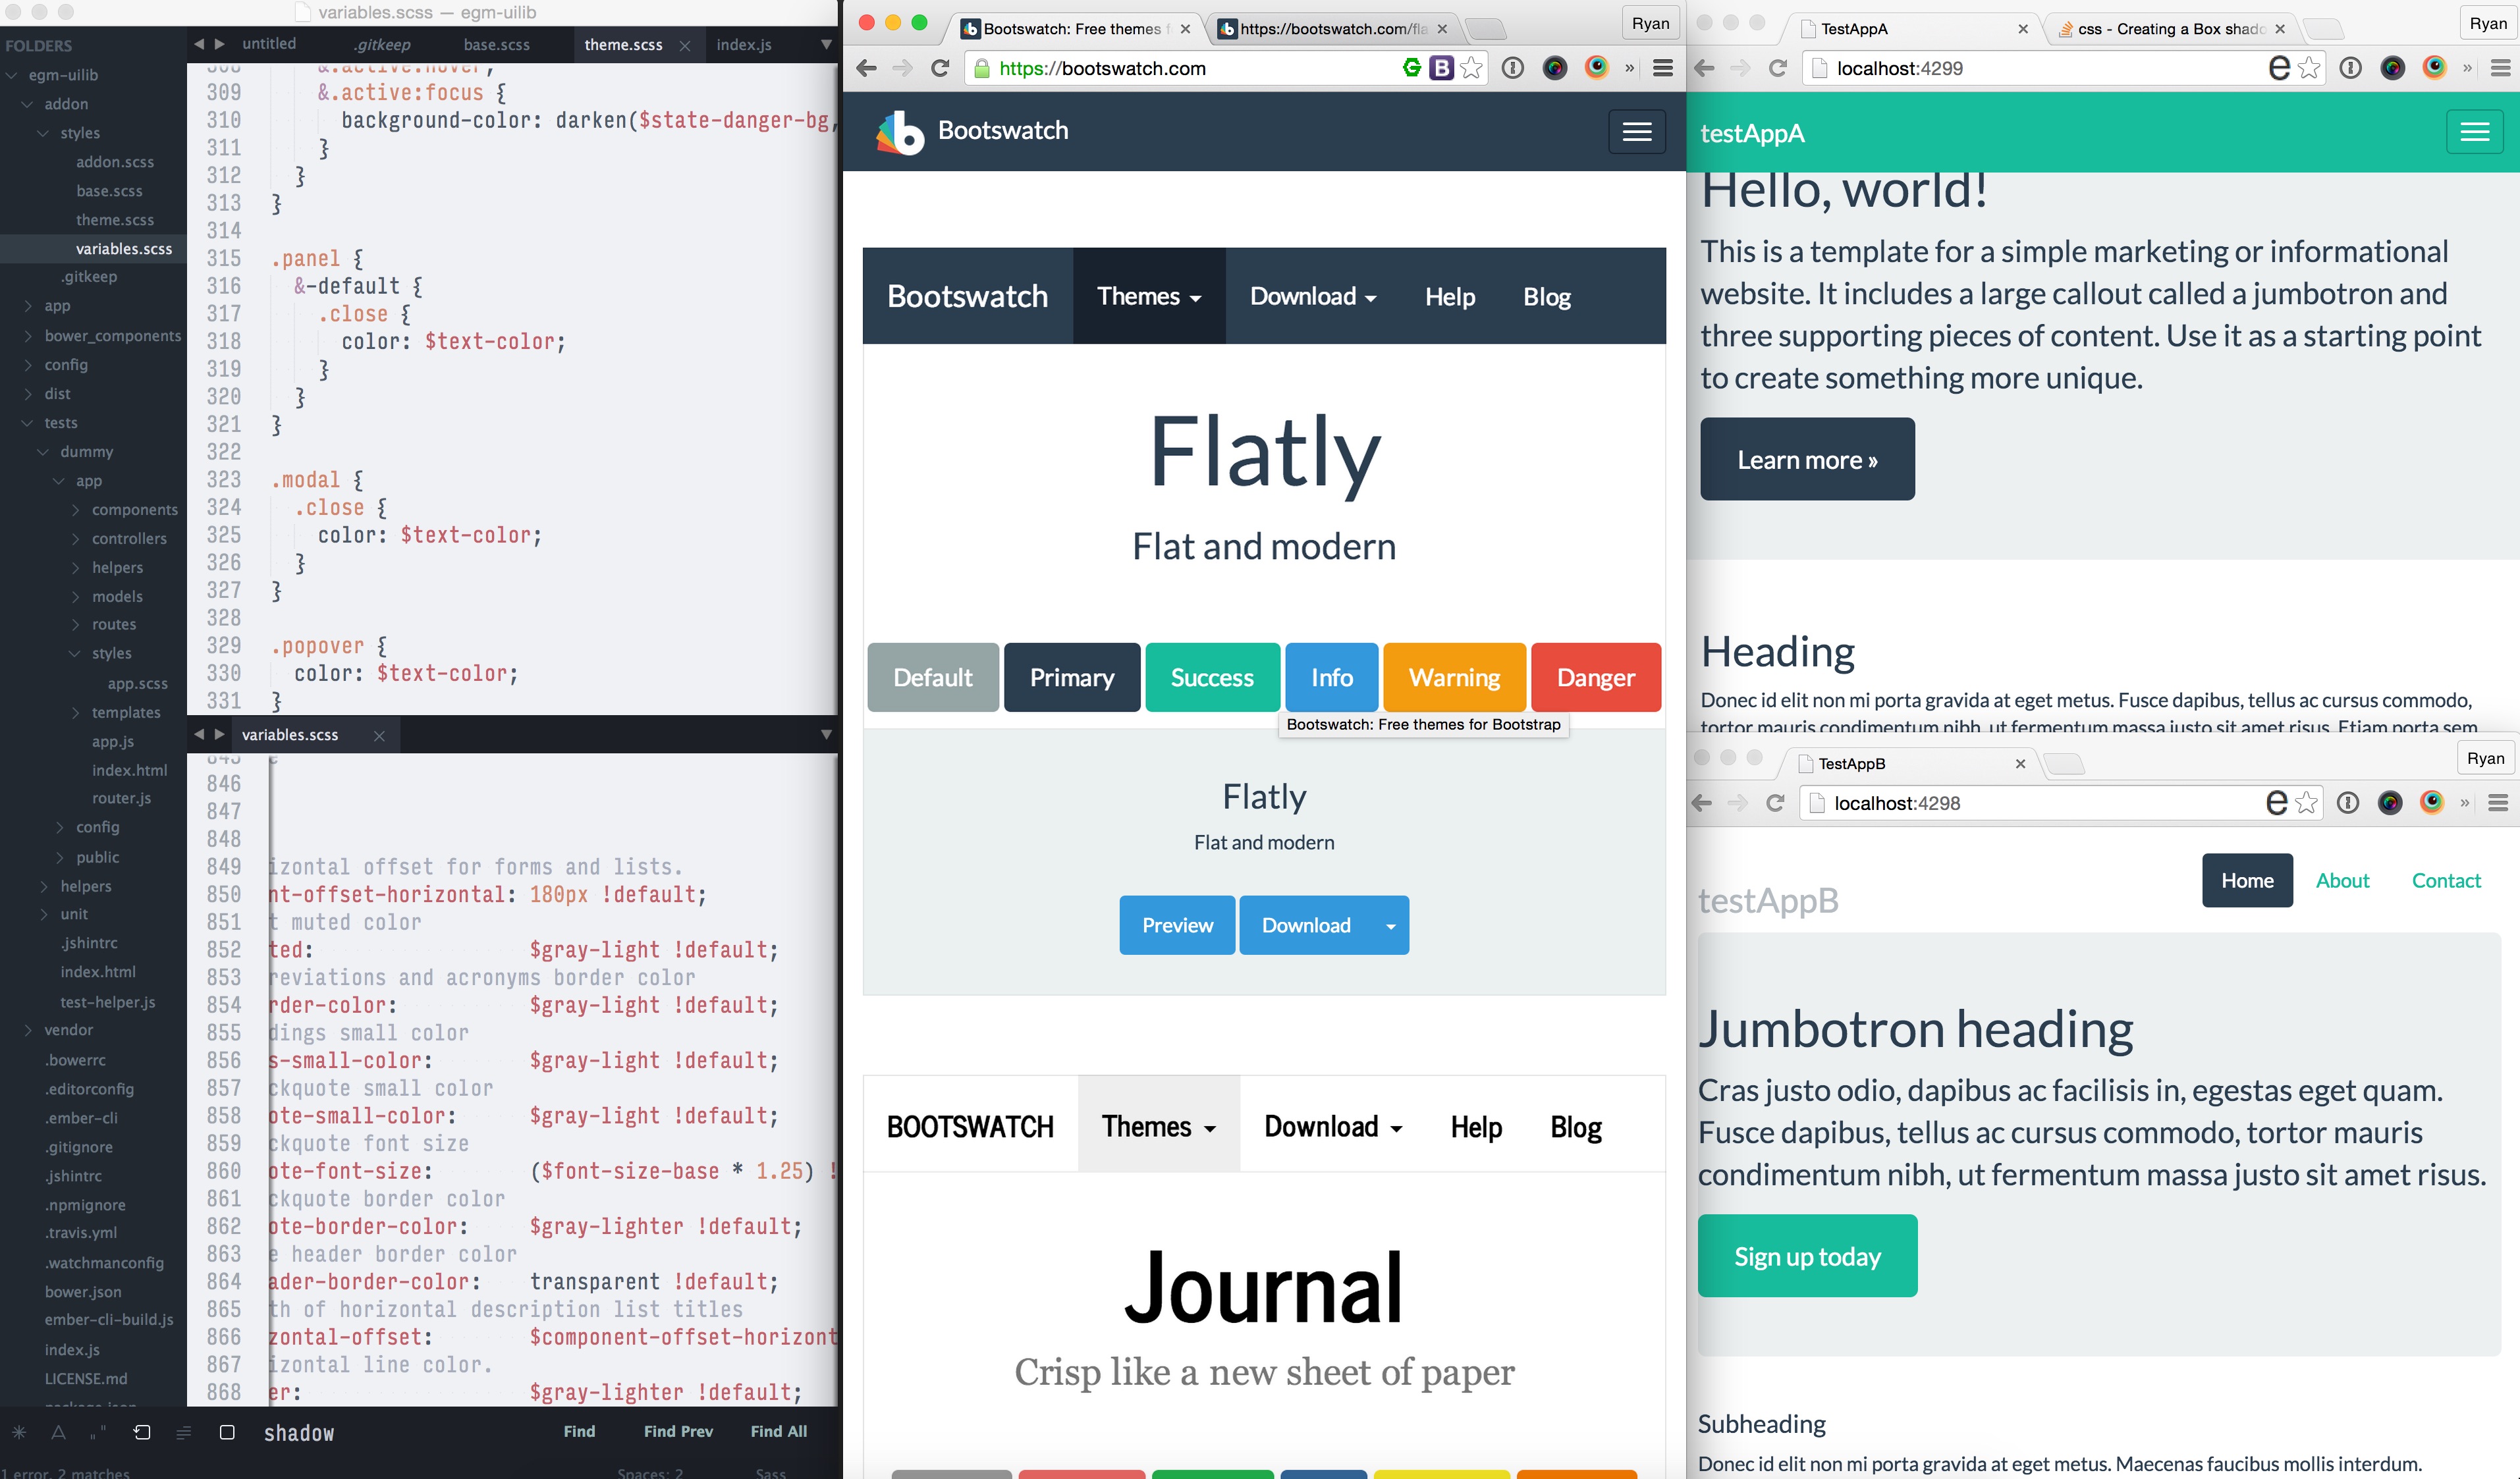 variables.scss — egm-uilib
FOLDERS
egm-uilib
addon
styles
addon.scss
base.scss
theme.scss
variables.scss
.gitkeep
app
bower_components
config
dist
tests
dummy
app
components
controllers
helpers
models
routes
styles
app.scss
templates
app.js
index.html
router.js
config
public
helpers
unit
.jshintrc
index.html
test-helper.js
vendor
.bowerrc
.editorconfig
.ember-cli
.gitignore
.jshintrc
.npmignore
.travis.yml
.watchmanconfig
bower.json
ember-cli-build.js
index.js
LICENSE.md
package.json
untitled .gitkeep base.scss theme.scss index.js
308 &.active:hover,
309 &.active:focus {
310 background-color: darken($state-danger-bg,
311 }
312 }
313 }
314
315 .panel {
316 &-default {
317 .close {
318 color: $text-color;
319 }
320 }
321 }
322
323 .modal {
324 .close {
325 color: $text-color;
326 }
327 }
328
329 .popover {
330 color: $text-color;
331 }
variables.scss
845 e
846
847
848
849 izontal offset for forms and lists.
850 nt-offset-horizontal: 180px !default;
851 t muted color
852 ted: $gray-light !default;
853 reviations and acronyms border color
854 rder-color: $gray-light !default;
855 dings small color
856 s-small-color: $gray-light !default;
857 ckquote small color
858 ote-small-color: $gray-light !default;
859 ckquote font size
860 ote-font-size: ($font-size-base * 1.25) !
861 ckquote border color
862 ote-border-color: $gray-lighter !default;
863 e header border color
864 ader-border-color: transparent !default;
865 th of horizontal description list titles
866 zontal-offset: $component-offset-horizont
867 izontal line color.
868 er: $gray-lighter !default;
shadow Find Find Prev Find All
1 error, 2 matches Spaces: 2 Sass
Bootswatch: Free themes f https://bootswatch.com/fla Ryan
https://bootswatch.com
Bootswatch
Bootswatch Themes Download Help Blog
Flatly
Flat and modern
Default Primary Success Info Warning Danger
Bootswatch: Free themes for Bootstrap
Flatly
Flat and modern
Preview Download
BOOTSWATCH Themes Download Help Blog
Journal
Crisp like a new sheet of paper
TestAppA css - Creating a Box shado Ryan
localhost:4299
testAppA
Hello, world!
This is a template for a simple marketing or informational
website. It includes a large callout called a jumbotron and
three supporting pieces of content. Use it as a starting point
to create something more unique.
Learn more »
Heading
Donec id elit non mi porta gravida at eget metus. Fusce dapibus, tellus ac cursus commodo,
tortor mauris condimentum nibh, ut fermentum massa justo sit amet risus. Etiam porta sem
TestAppB Ryan
localhost:4298
Home About Contact
testAppB
Jumbotron heading
Cras justo odio, dapibus ac facilisis in, egestas eget quam.
Fusce dapibus, tellus ac cursus commodo, tortor mauris
condimentum nibh, ut fermentum massa justo sit amet risus.
Sign up today
Subheading
Donec id elit non mi porta gravida at eget metus. Maecenas faucibus mollis interdum.